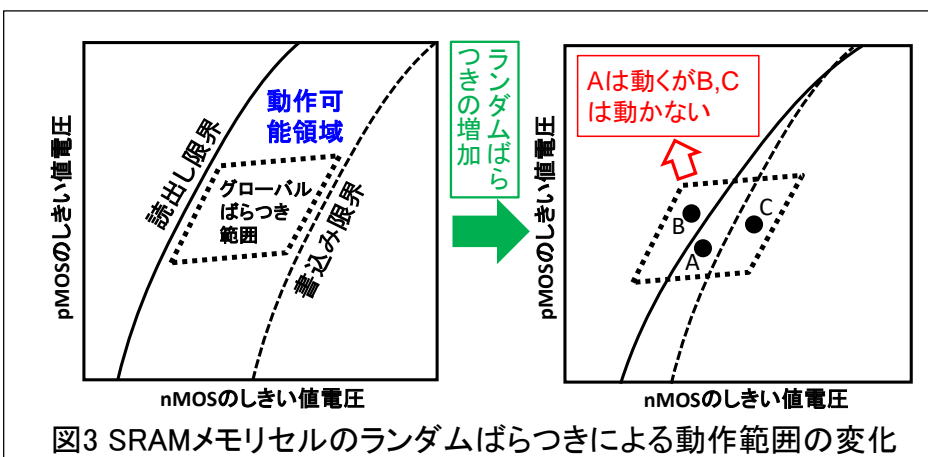 動作可
能領域
読出し限界
グローバル
ばらつき
範囲
書込み限界
pMOSのしきい値電圧
nMOSのしきい値電圧
ランダムばら
つきの増加
Aは動くがB,C
は動かない
B
C
A
pMOSのしきい値電圧
nMOSのしきい値電圧
図3 SRAMメモリセルのランダムばらつきによる動作範囲の変化